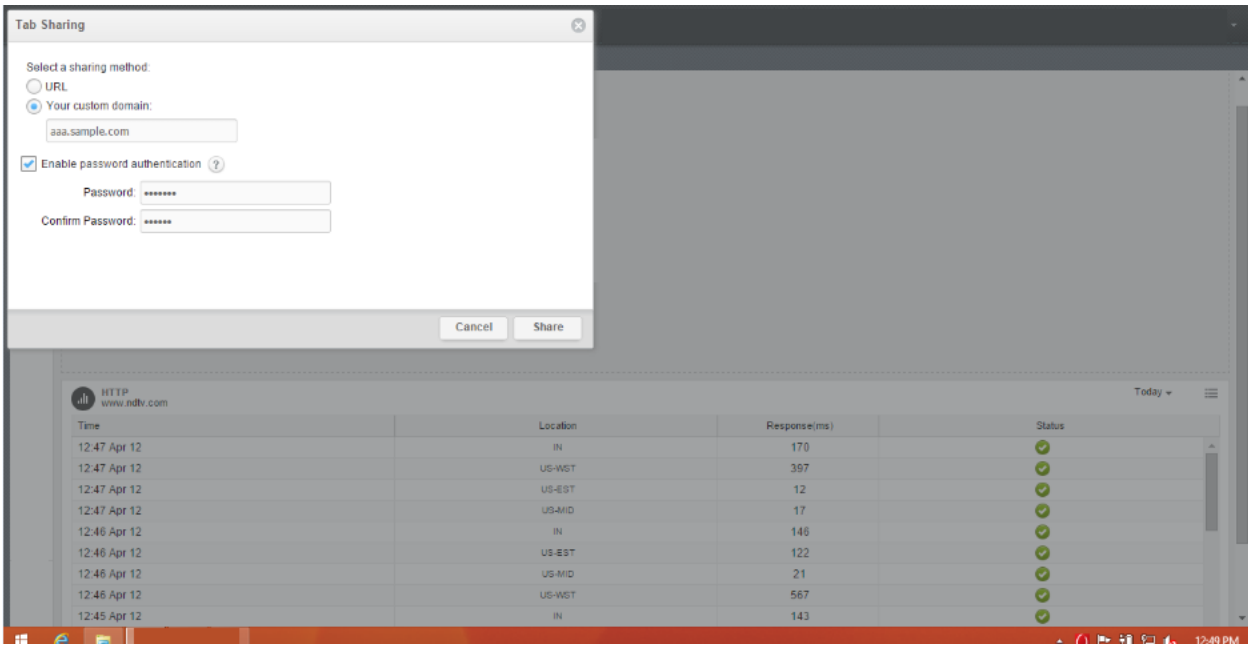 Tab Sharing
Select a sharing method:
URL
Your custom domain:
aaa.sample.com
Enable password authentication ?
Password: •••••••
Confirm Password: ••••••
Cancel Share
HTTP
www.ndtv.com
Today
Time Location Response(ms) Status
12:47 Apr 12 IN 170
12:47 Apr 12 US-WST 397
12:47 Apr 12 US-EST 12
12:47 Apr 12 US-MID 17
12:46 Apr 12 IN 146
12:46 Apr 12 US-EST 122
12:46 Apr 12 US-MID 21
12:46 Apr 12 US-WST 567
12:45 Apr 12 IN 143
12:49 PM